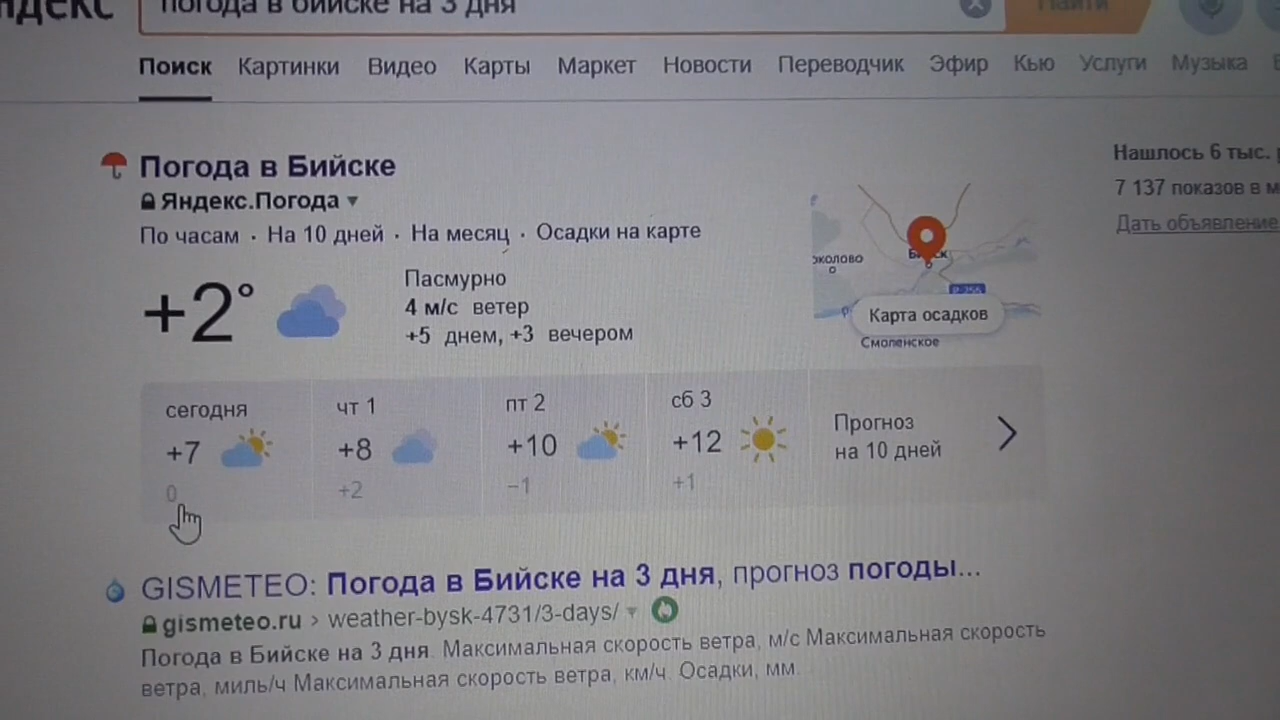 погода в бийске на 3 дня
Найти
Поиск Картинки Видео Карты Маркет Новости Переводчик Эфир Кью Услуги Музыка
Погода в Бийске
Яндекс.Погода
По часам · На 10 дней · На месяц · Осадки на карте
+2°
Пасмурно
4 м/с ветер
+5 днем, +3 вечером
Карта осадков
Смоленское
Нашлось 6 тыс.
7 137 показов в м
Дать объявление
сегодня
+7
0
чт 1
+8
+2
пт 2
+10
−1
сб 3
+12
+1
Прогноз
на 10 дней
GISMETEO: Погода в Бийске на 3 дня, прогноз погоды...
gismeteo.ru › weather-bysk-4731/3-days/
Погода в Бийске на 3 дня. Максимальная скорость ветра, м/с Максимальная скорость
ветра, миль/ч Максимальная скорость ветра, км/ч. Осадки, мм.